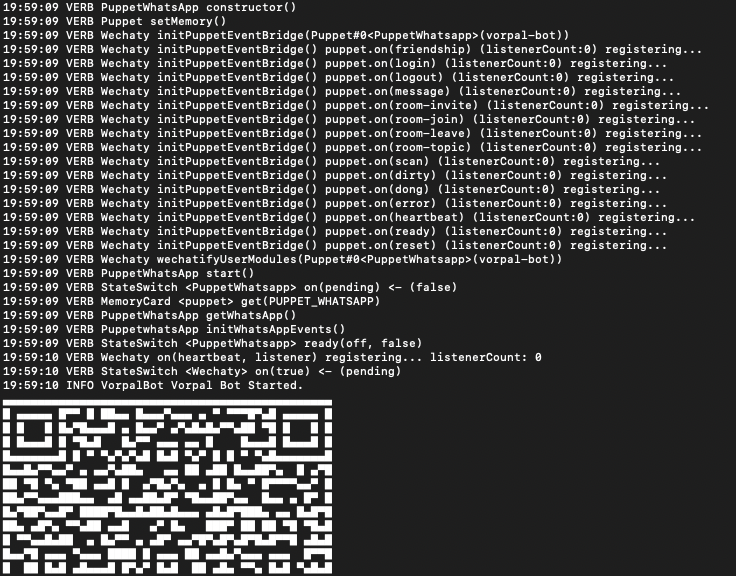 19:59:09 VERB PuppetWhatsApp constructor()
19:59:09 VERB Puppet setMemory()
19:59:09 VERB Wechaty initPuppetEventBridge(Puppet#0<PuppetWhatsapp>(vorpal-bot))
19:59:09 VERB Wechaty initPuppetEventBridge() puppet.on(friendship) (listenerCount:0) registering...
19:59:09 VERB Wechaty initPuppetEventBridge() puppet.on(login) (listenerCount:0) registering...
19:59:09 VERB Wechaty initPuppetEventBridge() puppet.on(logout) (listenerCount:0) registering...
19:59:09 VERB Wechaty initPuppetEventBridge() puppet.on(message) (listenerCount:0) registering...
19:59:09 VERB Wechaty initPuppetEventBridge() puppet.on(room-invite) (listenerCount:0) registering...
19:59:09 VERB Wechaty initPuppetEventBridge() puppet.on(room-join) (listenerCount:0) registering...
19:59:09 VERB Wechaty initPuppetEventBridge() puppet.on(room-leave) (listenerCount:0) registering...
19:59:09 VERB Wechaty initPuppetEventBridge() puppet.on(room-topic) (listenerCount:0) registering...
19:59:09 VERB Wechaty initPuppetEventBridge() puppet.on(scan) (listenerCount:0) registering...
19:59:09 VERB Wechaty initPuppetEventBridge() puppet.on(dirty) (listenerCount:0) registering...
19:59:09 VERB Wechaty initPuppetEventBridge() puppet.on(dong) (listenerCount:0) registering...
19:59:09 VERB Wechaty initPuppetEventBridge() puppet.on(error) (listenerCount:0) registering...
19:59:09 VERB Wechaty initPuppetEventBridge() puppet.on(heartbeat) (listenerCount:0) registering...
19:59:09 VERB Wechaty initPuppetEventBridge() puppet.on(ready) (listenerCount:0) registering...
19:59:09 VERB Wechaty initPuppetEventBridge() puppet.on(reset) (listenerCount:0) registering...
19:59:09 VERB Wechaty wechatifyUserModules(Puppet#0<PuppetWhatsapp>(vorpal-bot))
19:59:09 VERB PuppetWhatsApp start()
19:59:09 VERB StateSwitch <PuppetWhatsapp> on(pending) <- (false)
19:59:09 VERB MemoryCard <puppet> get(PUPPET_WHATSAPP)
19:59:09 VERB PuppetWhatsApp getWhatsApp()
19:59:09 VERB PuppetWhatsApp initWhatsAppEvents()
19:59:09 VERB StateSwitch <PuppetWhatsapp> ready(off, false)
19:59:10 VERB Wechaty on(heartbeat, listener) registering... listenerCount: 0
19:59:10 VERB StateSwitch <Wechaty> on(true) <- (pending)
19:59:10 INFO VorpalBot Vorpal Bot Started.